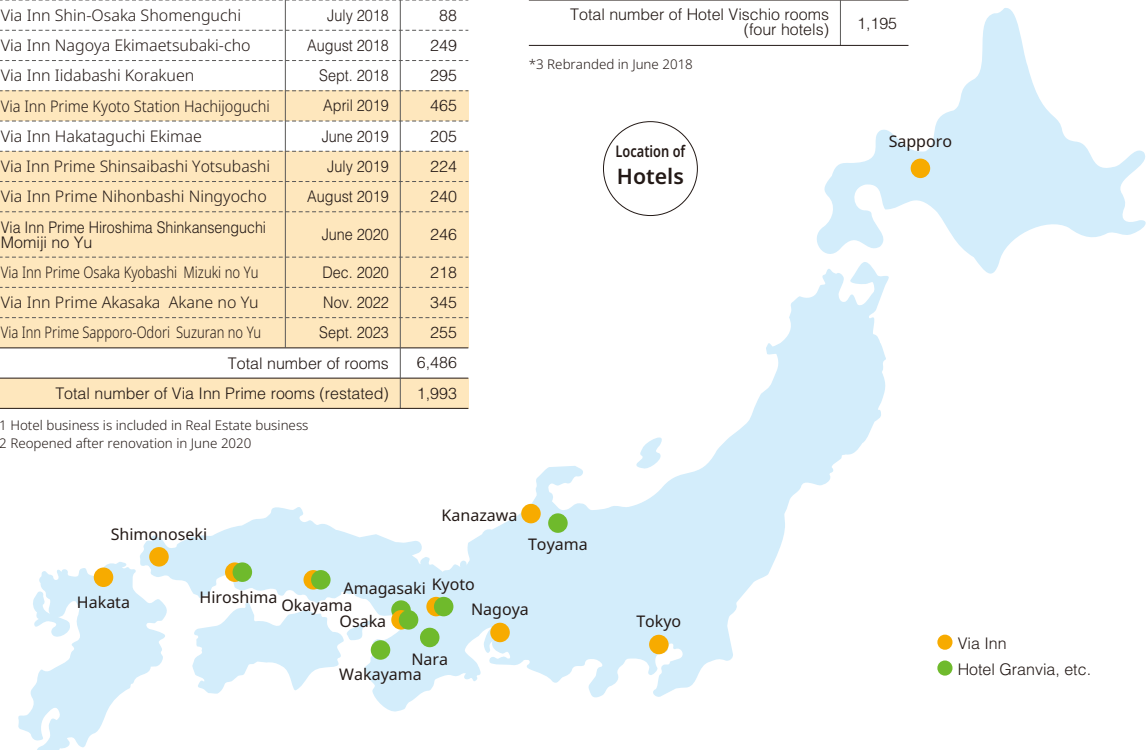 Via Inn Shin-Osaka Shomenguchi July 2018 88
Via Inn Nagoya Ekimaetsubaki-cho August 2018 249
Via Inn Iidabashi Korakuen Sept. 2018 295
Via Inn Prime Kyoto Station Hachijoguchi April 2019 465
Via Inn Hakataguchi Ekimae June 2019 205
Via Inn Prime Shinsaibashi Yotsubashi July 2019 224
Via Inn Prime Nihonbashi Ningyocho August 2019 240
Via Inn Prime Hiroshima Shinkansenguchi
Momiji no Yu June 2020 246
Via Inn Prime Osaka Kyobashi Mizuki no Yu Dec. 2020 218
Via Inn Prime Akasaka Akane no Yu Nov. 2022 345
Via Inn Prime Sapporo-Odori Suzuran no Yu Sept. 2023 255
Total number of rooms 6,486
Total number of Via Inn Prime rooms (restated) 1,993
1 Hotel business is included in Real Estate business
2 Reopened after renovation in June 2020
Total number of Hotel Vischio rooms
(four hotels) 1,195
*3 Rebranded in June 2018
Location of
Hotels
Sapporo
Kanazawa
Toyama
Shimonoseki
Hakata
Hiroshima
Okayama
Amagasaki
Kyoto
Osaka
Nagoya
Nara
Wakayama
Tokyo
Via Inn
Hotel Granvia, etc.